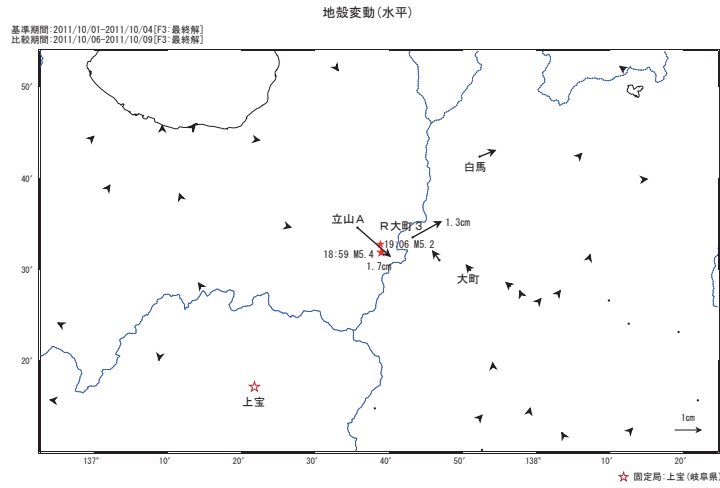 地殻変動(水平)
基準期間:2011/10/01-2011/10/04[F3:最終解]
比較期間:2011/10/06-2011/10/09[F3:最終解]
50′
40′
白馬
立山A
R大町3
1.3cm
19:06 M5.2
18:59 M5.4
1.7cm
30′
大町
20′
上宝
1cm
137°
10′
20′
30′
40′
50′
138°
10′
20′
☆ 固定局:上宝(岐阜県)